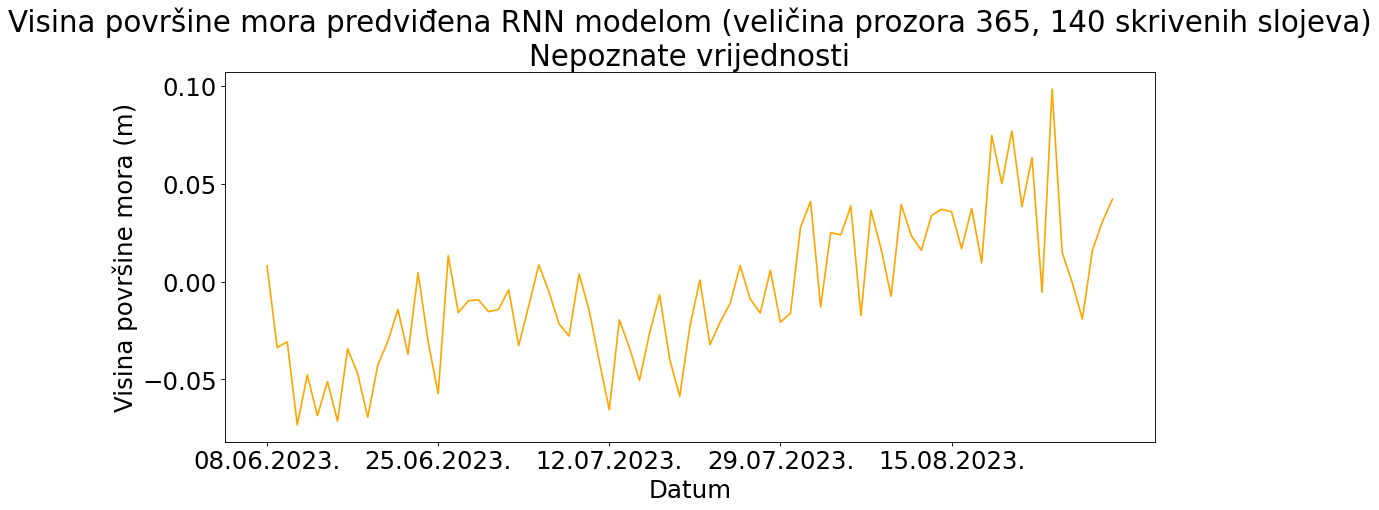 Visina površine mora predviđena RNN modelom (veličina prozora 365, 140 skrivenih slojeva)
Nepoznate vrijednosti
Visina površine mora (m)
0.10
0.05
0.00
−0.05
08.06.2023. 25.06.2023. 12.07.2023. 29.07.2023. 15.08.2023.
Datum